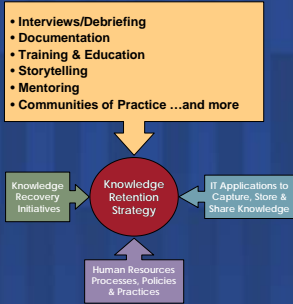 • Interviews/Debriefing
• Documentation
• Training & Education
• Storytelling
• Mentoring
• Communities of Practice ...and more
Knowledge
Recovery
Initiatives
Knowledge
Retention
Strategy
IT Applications to
Capture, Store &
Share Knowledge
Human Resources
Processes, Policies
& Practices